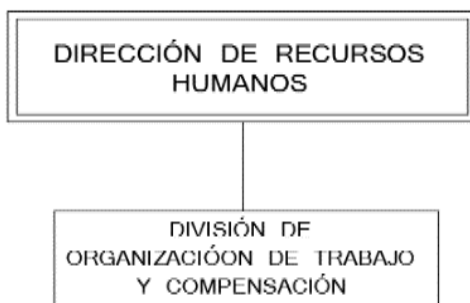 DIRECCIÓN DE RECURSOS
HUMANOS
DIVISIÓN DE
ORGANIZACIÓON DE TRABAJO
Y COMPENSACIÓN